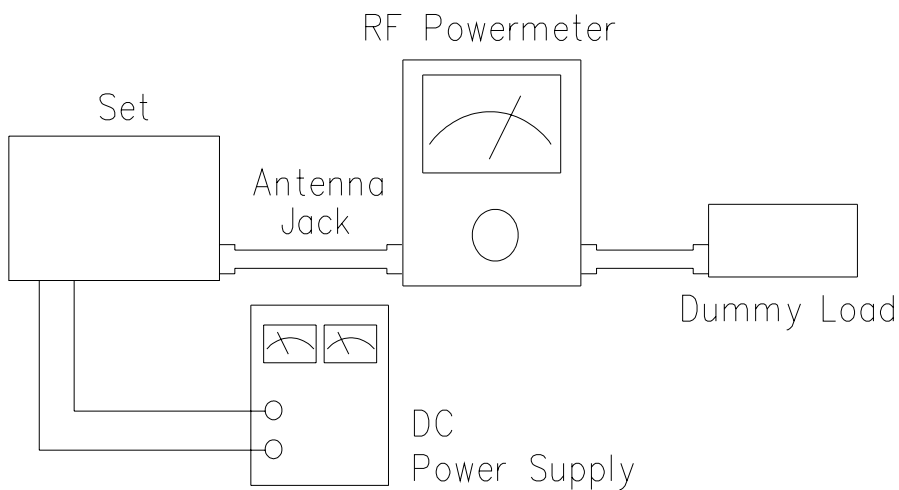 RF Powermeter
Set
Antenna
Jack
Dummy Load
DC
Power Supply